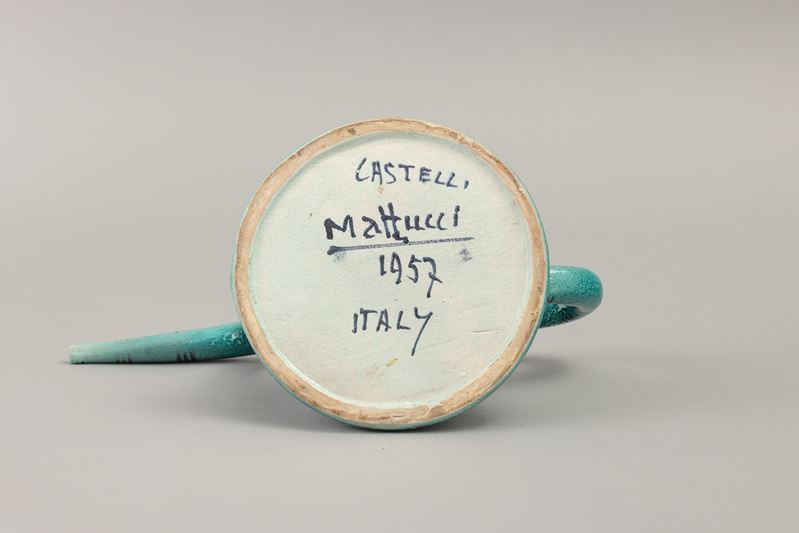 CASTELLI
Mattucci
1957
ITALY